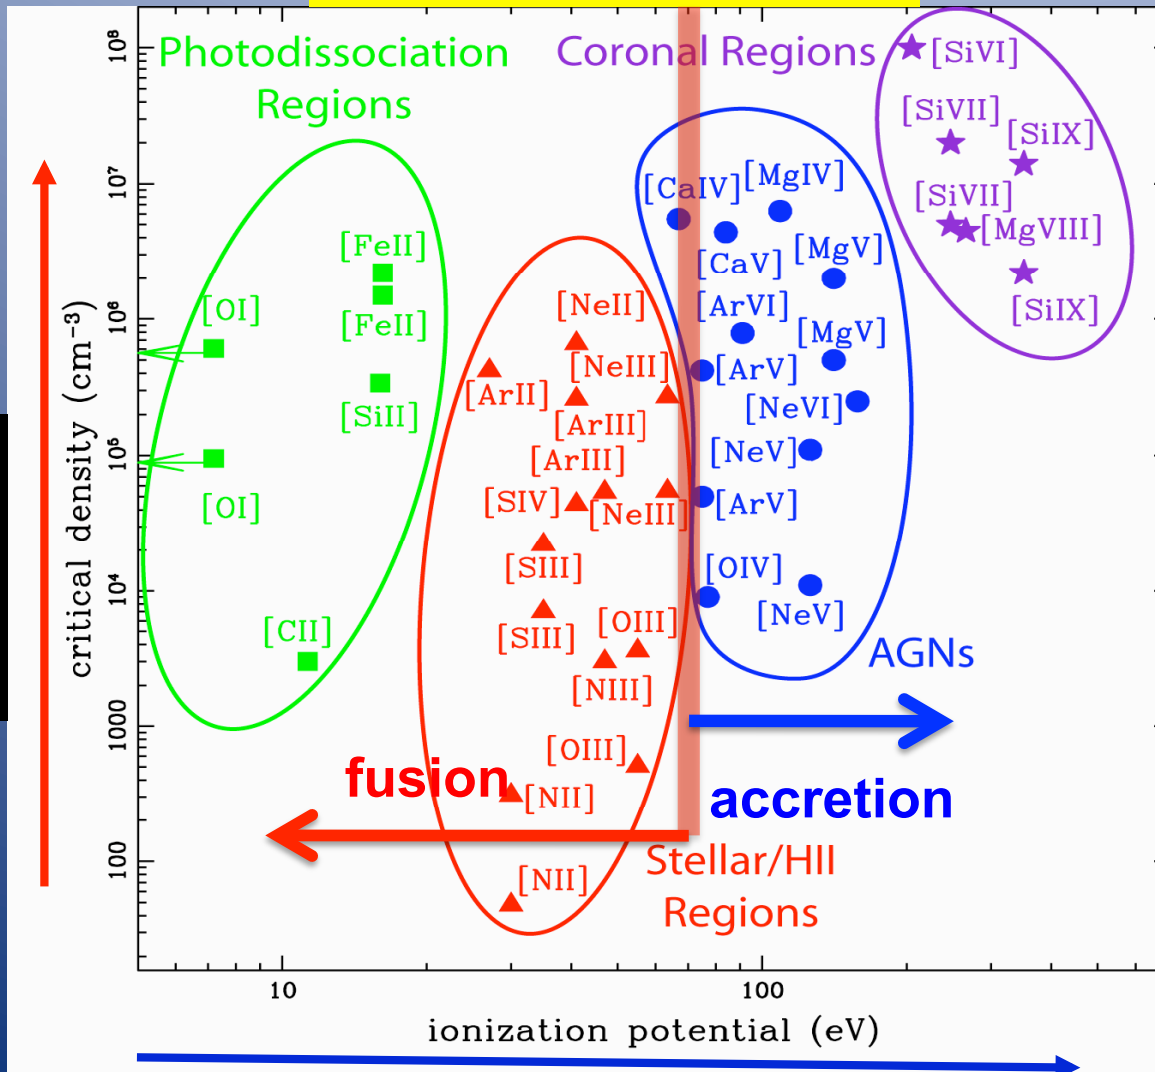 Photodissociation
Regions
Coronal Regions
[SiVI]
[SiVII]
[SiIX]
[CaIV]
[MgIV]
[SiVII]
[MgVIII]
[FeII]
[CaV]
[MgV]
[OI]
[NeII]
[ArVI]
[SiIX]
[FeII]
[MgV]
[NeIII]
[ArV]
[ArII]
[SiII]
[ArIII]
[NeVI]
[ArIII]
[NeV]
[OI]
[SIV]
[NeIII]
[ArV]
[SIII]
[OIV]
[CII]
[SIII]
[OIII]
[NeV]
AGNs
[NIII]
[OIII]
fusion
[NII]
accretion
Stellar/HII
Regions
[NII]
10⁸
10⁷
10⁶
10⁵
10⁴
1000
100
critical density (cm⁻³)
10
100
ionization potential (eV)